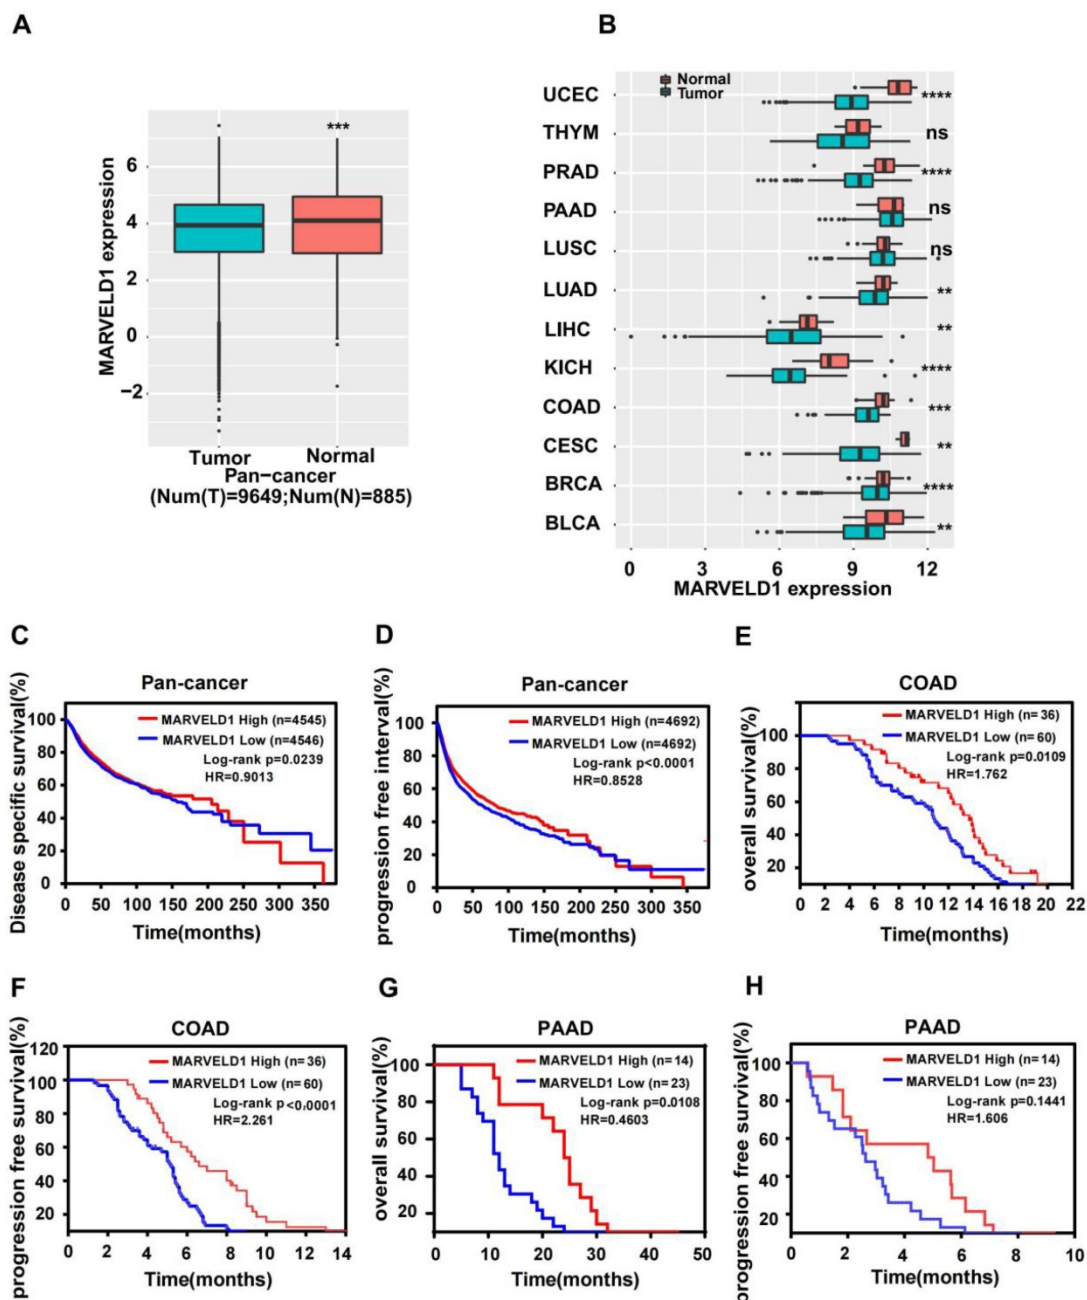 A
MARVELD1 expression
6
4
2
0
−2
***
Tumor
Normal
Pan−cancer
(Num(T)=9649;Num(N)=885)
B
Normal
Tumor
UCEC
****
THYM
ns
PRAD
****
PAAD
ns
LUSC
ns
LUAD
**
LIHC
**
KICH
****
COAD
***
CESC
**
BRCA
****
BLCA
**
0 3 6 9 12
MARVELD1 expression
C
Pan-cancer
Disease specific survival(%)
100
80
60
40
20
0
MARVELD1 High (n=4545)
MARVELD1 Low (n=4546)
Log-rank p=0.0239
HR=0.9013
0 50 100 150 200 250 300 350
Time(months)
D
Pan-cancer
progression free interval(%)
100
80
60
40
20
0
MARVELD1 High (n=4692)
MARVELD1 Low (n=4692)
Log-rank p<0.0001
HR=0.8528
0 50 100 150 200 250 300 350
Time(months)
E
COAD
overall survival(%)
100
80
60
40
20
MARVELD1 High (n=36)
MARVELD1 Low (n=60)
Log-rank p=0.0109
HR=1.762
0 2 4 6 8 10 12 14 16 18 20 22
Time(months)
F
COAD
progression free survival(%)
120
100
80
60
40
20
MARVELD1 High (n=36)
MARVELD1 Low (n=60)
Log-rank p<0.0001
HR=2.261
0 2 4 6 8 10 12 14
Time(months)
G
PAAD
overall survival(%)
100
80
60
40
20
MARVELD1 High (n=14)
MARVELD1 Low (n=23)
Log-rank p=0.0108
HR=0.4603
0 10 20 30 40 50
Time(months)
H
PAAD
progression free survival(%)
100
80
60
40
20
MARVELD1 High (n=14)
MARVELD1 Low (n=23)
Log-rank p=0.1441
HR=1.606
0 2 4 6 8 10
Time(months)